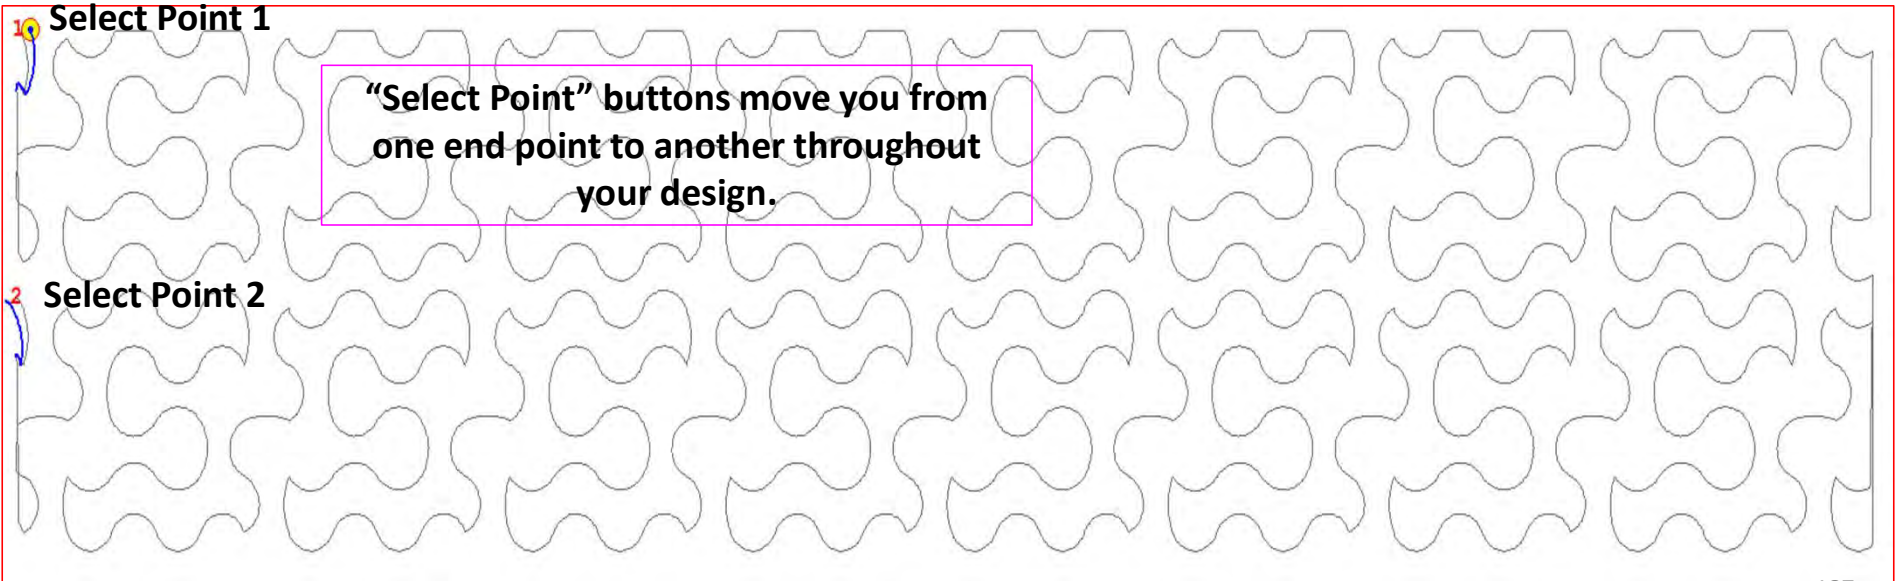 1 Select Point 1
“Select Point” buttons move you from
one end point to another throughout
your design.
2 Select Point 2